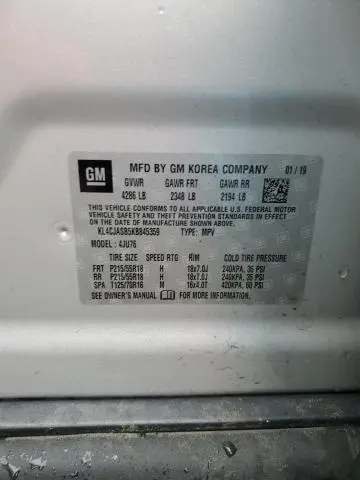 GM
MFD BY GM KOREA COMPANY 01/19
GVWR GAWR FRT GAWR RR
4286 LB 2348 LB 2194 LB
THIS VEHICLE CONFORMS TO ALL
APPLICABLE U.S. FEDERAL MOTOR
VEHICLE SAFETY AND THEFT
PREVENTION STANDARDS IN EFFECT ON THE
DATE OF MANUFACTURE SHOWN ABOVE.
KL4CJASB5KB845359 TYPE: MPV
MODEL: 4JU76
TIRE SIZE SPEED RTG RIM COLD TIRE PRESSURE
FRT P215/55R18 H 18x7.0J 240KPA, 35 PSI
RR P215/55R18 H 18x7.0J 240KPA, 35 PSI
SPA T125/70R16 M 16x4.0T 420KPA, 60 PSI
SEE OWNER'S MANUAL FOR MORE INFORMATION.